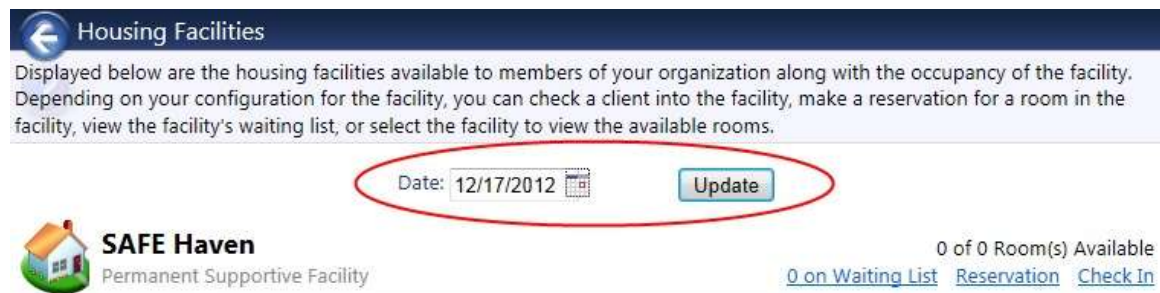 Housing Facilities
Displayed below are the housing facilities available to members of your organization along with the occupancy of the facility.
Depending on your configuration for the facility, you can check a client into the facility, make a reservation for a room in the
facility, view the facility's waiting list, or select the facility to view the available rooms.
Date: 12/17/2012 Update
SAFE Haven 0 of 0 Room(s) Available
Permanent Supportive Facility 0 on Waiting List Reservation Check In